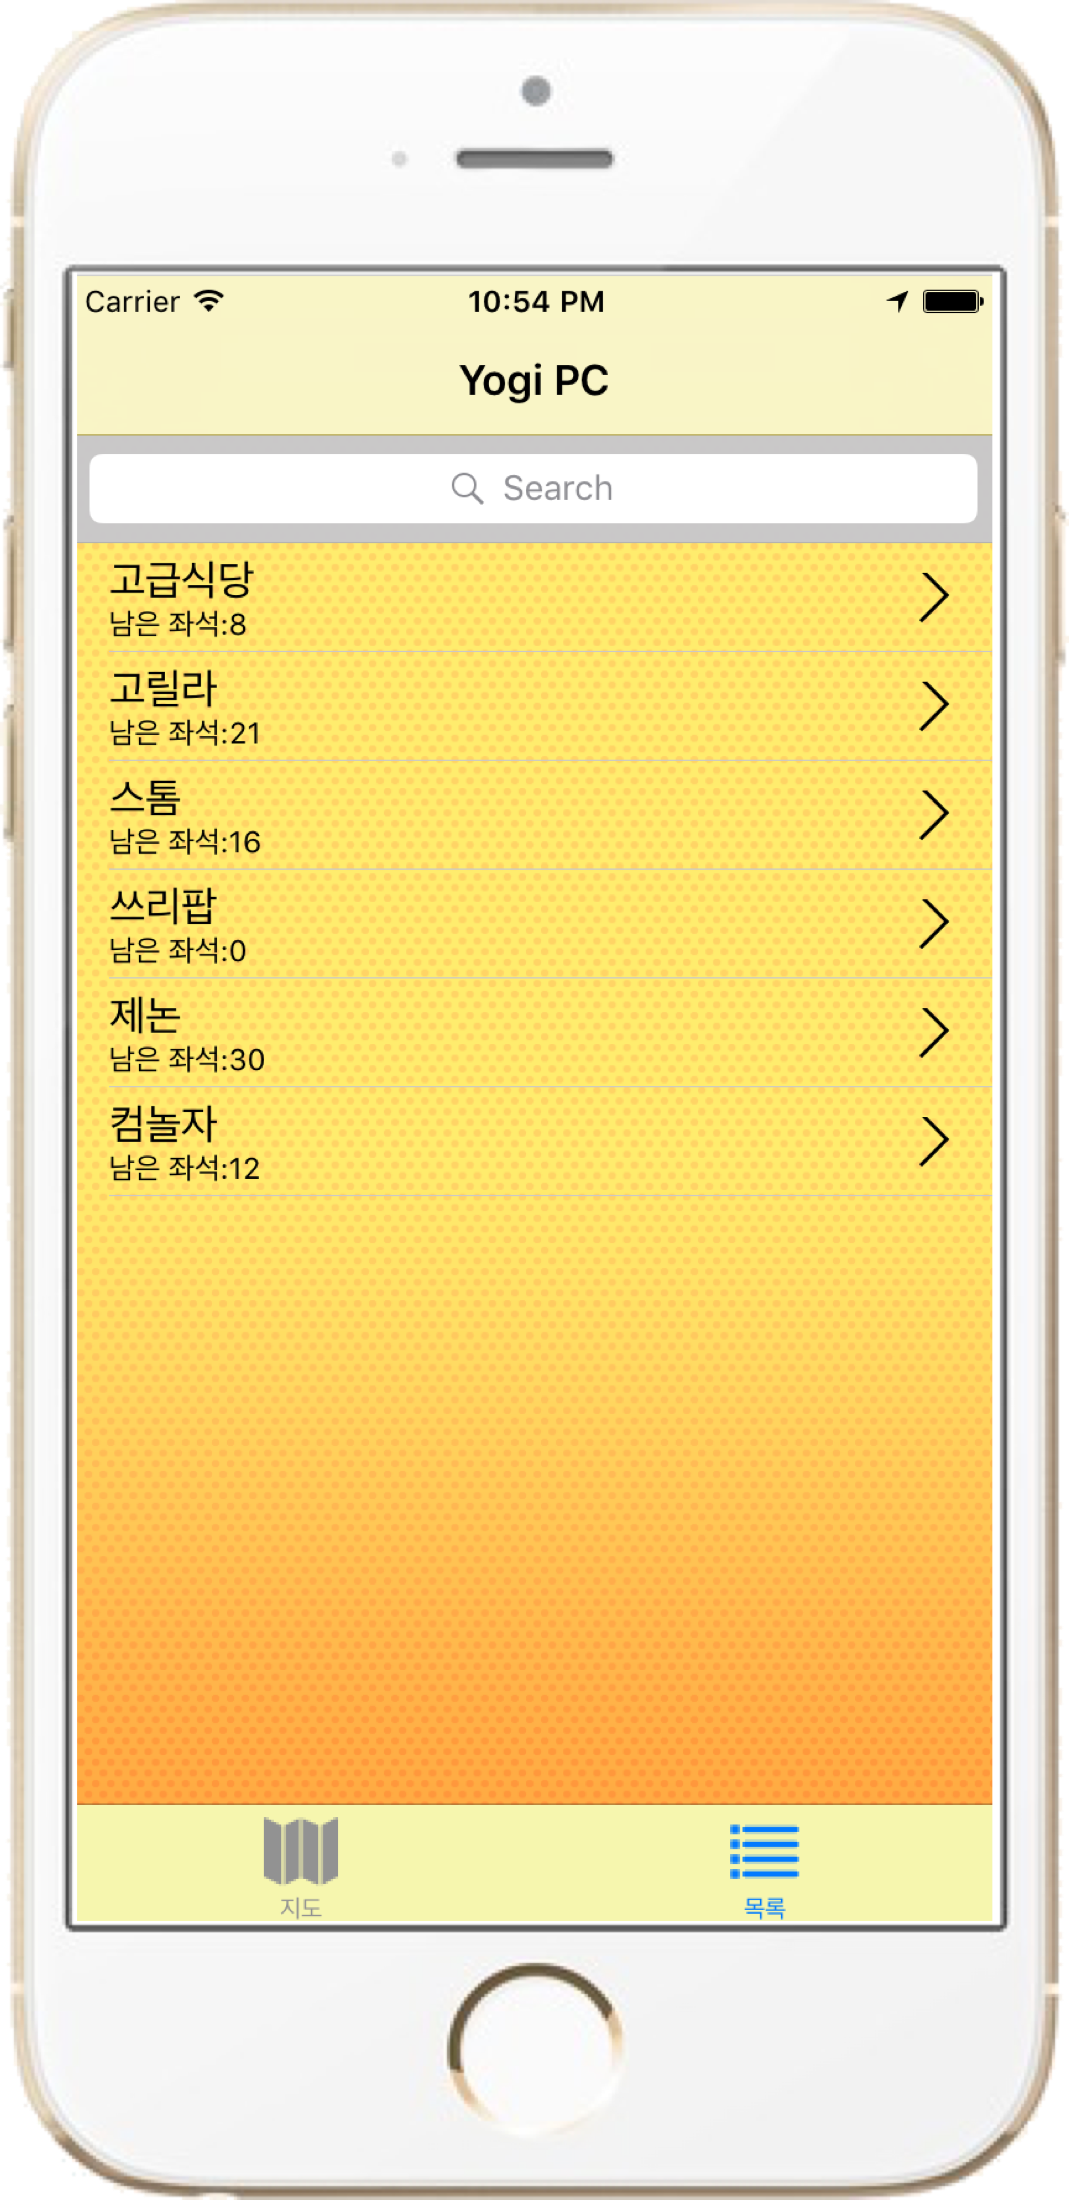 Carrier 10:54 PM
Yogi PC
Search
고급식당
남은 좌석:8
고릴라
남은 좌석:21
스톰
남은 좌석:16
쓰리팝
남은 좌석:0
제논
남은 좌석:30
컴놀자
남은 좌석:12
지도 목록